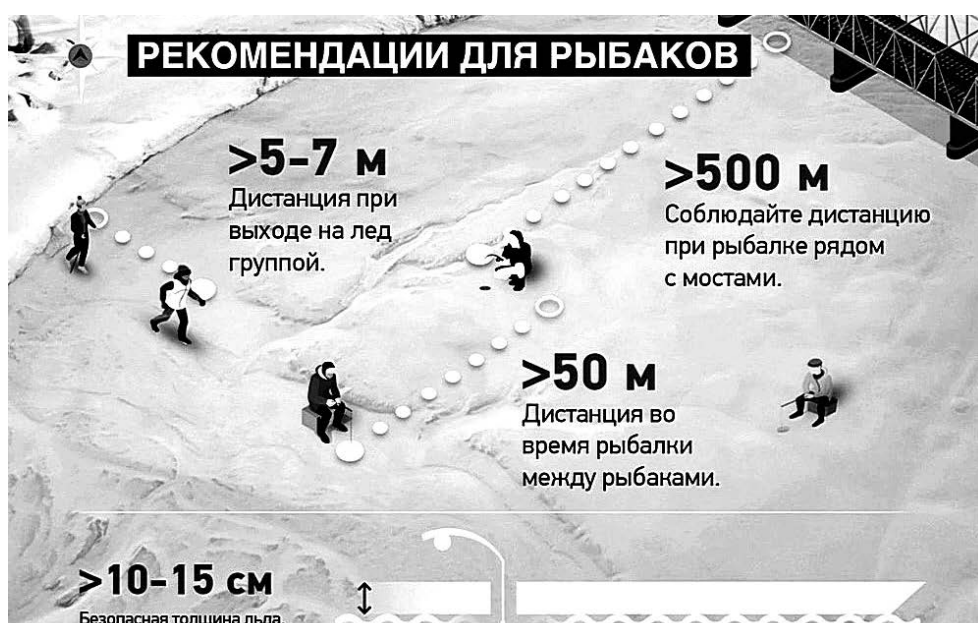 РЕКОМЕНДАЦИИ ДЛЯ РЫБАКОВ
>5-7 м
Дистанция при
выходе на лед
группой.
>500 м
Соблюдайте дистанцию
при рыбалке рядом
с мостами.
>50 м
Дистанция во
время рыбалки
между рыбаками.
>10-15 см
Безопасная толщина льда.